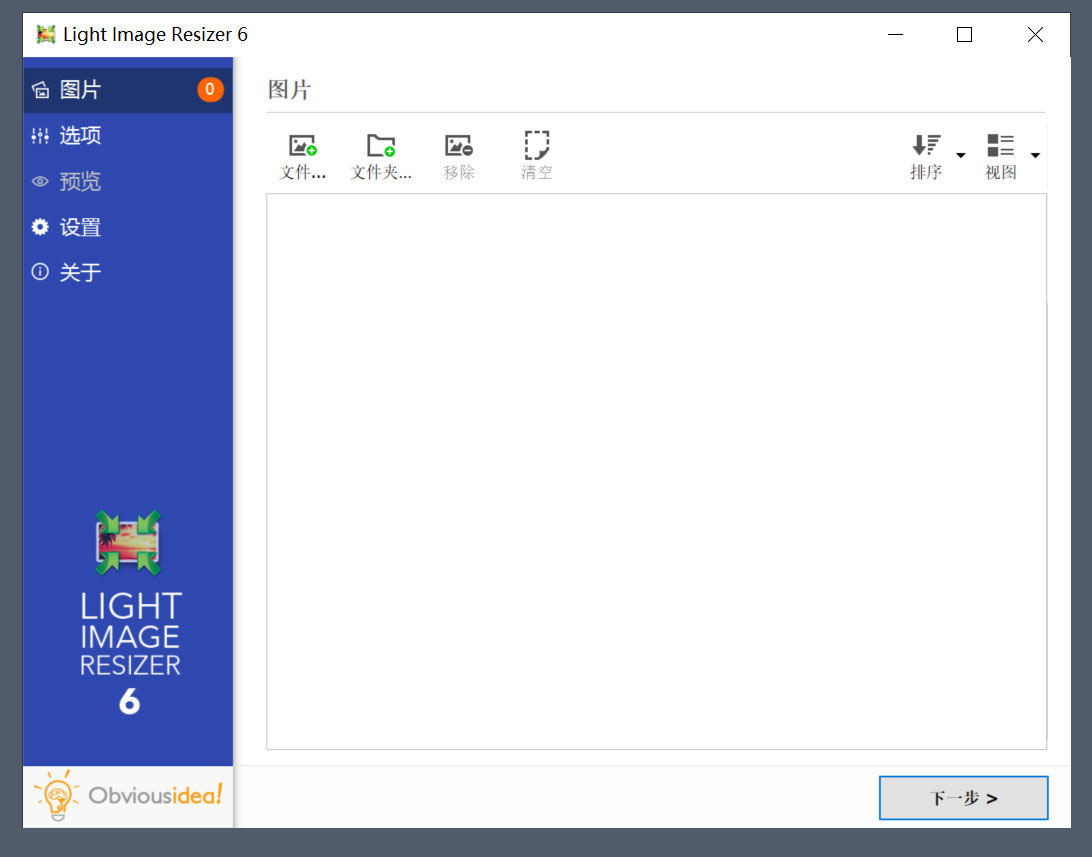 Light Image Resizer 6
图片
0
选项
预览
设置
关于
LIGHT
IMAGE
RESIZER
6
Obviousidea!
图片
文件... 文件夹... 移除 清空 排序 视图
下一步 >